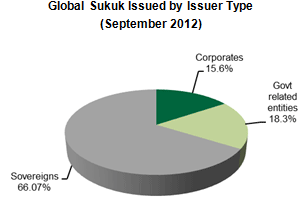 Global Sukuk Issued by Issuer Type
(September 2012)
Corporates
15.6%
Govt
related
entities
18.3%
Sovereigns
66.07%